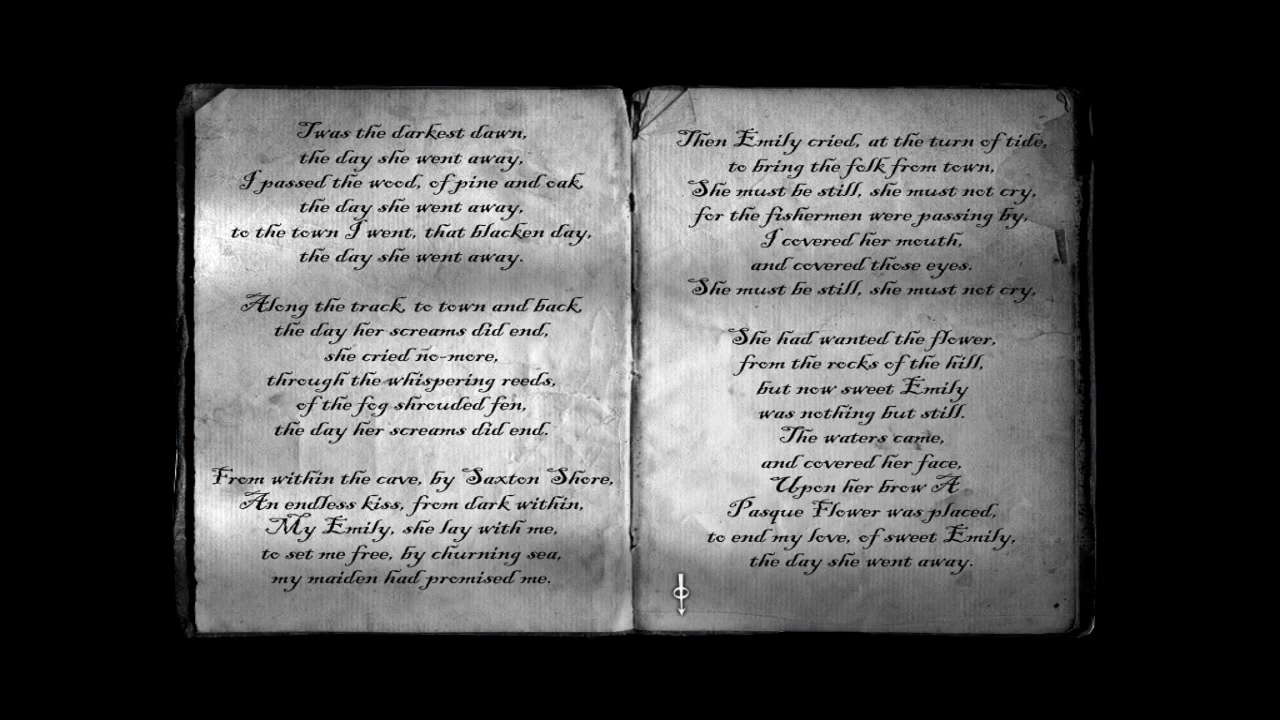 Twas the darkest dawn,
the day she went away,
I passed the wood, of pine and oak,
the day she went away,
to the town I went, that blacken day,
the day she went away.
Along the track, to town and back,
the day her screams did end,
she cried no-more,
through the whispering reeds,
of the fog shrouded fen,
the day her screams did end.
From within the cave, by Saxton Shore,
An endless kiss, from dark within,
My Emily, she lay with me,
to set me free, by churning sea,
my maiden had promised me.
Then Emily cried, at the turn of tide,
to bring the folk from town,
She must be still, she must not cry,
for the fishermen were passing by,
I covered her mouth,
and covered those eyes.
She must be still, she must not cry,
She had wanted the flower,
from the rocks of the hill,
but now sweet Emily
was nothing but still.
The waters came,
and covered her face,
Upon her brow A
Pasque Flower was placed,
to end my love, of sweet Emily,
the day she went away.